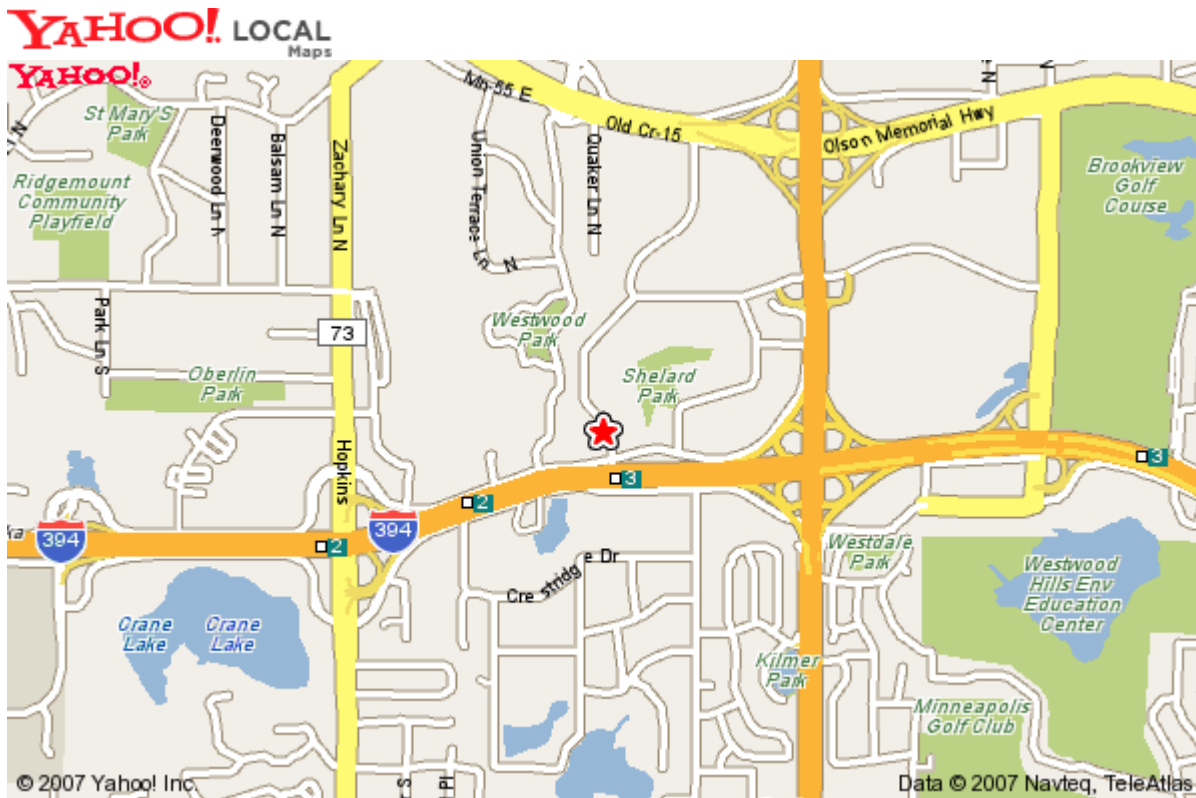 YAHOO! LOCAL
Maps
YAHOO!®
Mn-55 E
Old Cr-15
Olson Memorial Hwy
N
N
St Mary'S
Park
Deerwood Ln N
Balsam Ln N
Zachary Ln N
Union Terrace Ln N
Quaker Ln N
Brookview
Golf
Course
Ridgemount
Community
Playfield
Park Ln S
73
Westwood
Park
Oberlin
Park
Shelard
Park
Hopkins
3
3
2
394
394
2
ka
Crestridge Dr
Westdale
Park
Westwood
Hills Env
Education
Center
Crane
Lake
Crane
Lake
Kilmer
Park
Minneapolis
Golf Club
S
Pl
© 2007 Yahoo! Inc.
Data © 2007 Navteq, TeleAtlas